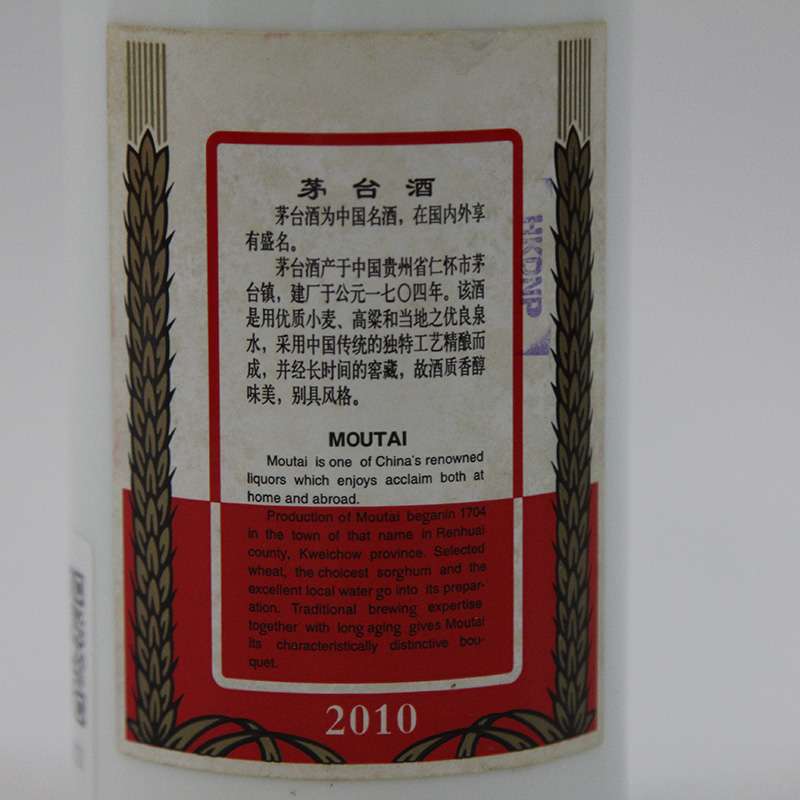 茅台酒
茅台酒为中国名酒，在国内外享
有盛名。
茅台酒产于中国贵州省仁怀市茅
台镇，建厂于公元一七〇四年。该酒
是用优质小麦、高粱和当地之优良泉
水，采用中国传统的独特工艺精酿而
成，并经长时间的窖藏，故酒质香醇
味美，别具风格。
HKDNP
MOUTAI
Moutai is one of China's renowned
liquors which enjoys acclaim both at
home and abroad.
Production of Moutai beganin 1704
in the town of that name in Renhuai
county, Kweichow province. Selected
wheat, the choicest sorghum and the
excellent local water go into its prepar-
ation. Traditional brewing expertise
together with long aging gives Moutai
its characteristically distinctive bou-
quet.
2010